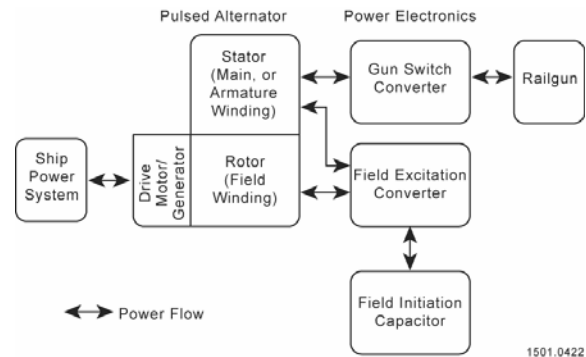 Pulsed Alternator
Power Electronics
Stator
(Main, or
Armature
Winding)
Gun Switch
Converter
Railgun
Ship
Power
System
Drive
Motor/
Generator
Rotor
(Field
Winding)
Field Excitation
Converter
Field Initiation
Capacitor
Power Flow
1501.0422